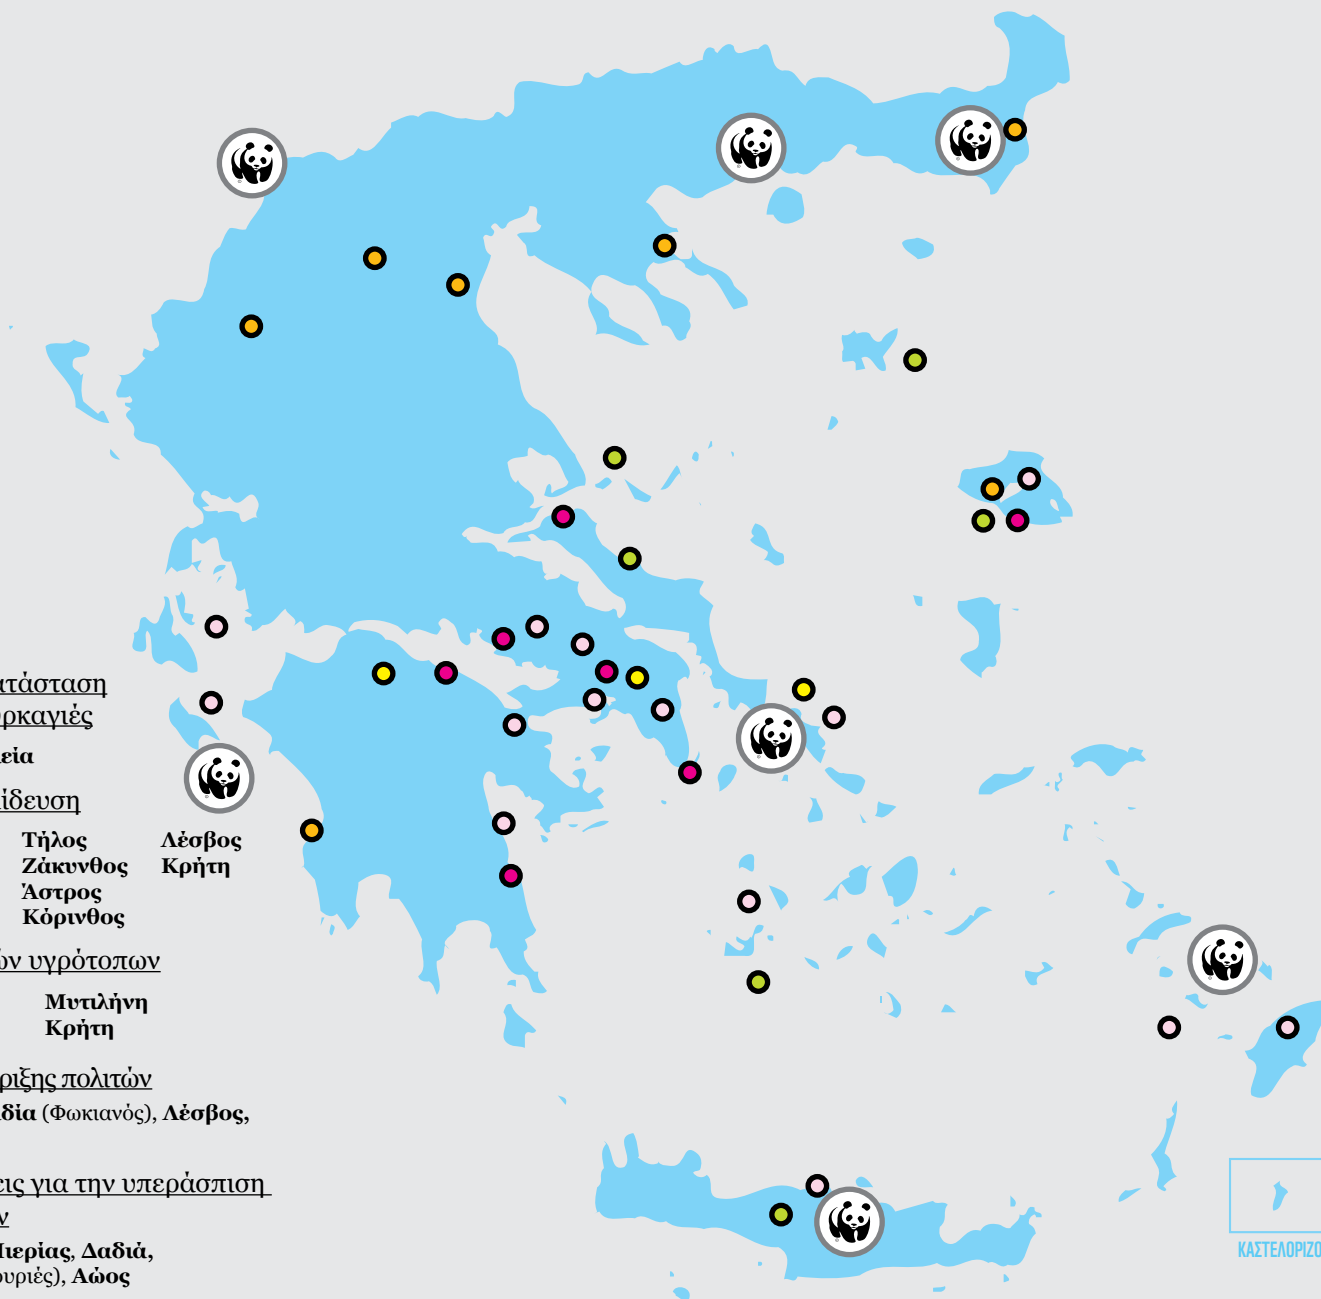 ατάσταση
ρκαγιές
εία
ίδευση
Τήλος Λέσβος
Ζάκυνθος Κρήτη
Άστρος
Κόρινθος
ών υγρότοπων
Μυτιλήνη
Κρήτη
ριξης πολιτών
δία (Φωκιανός), Λέσβος,
εις για την υπεράσπιση
ν
Πιερίας, Δαδιά,
ουριές), Αώος
ΚΑΣΤΕΛΟΡΙΖΟ